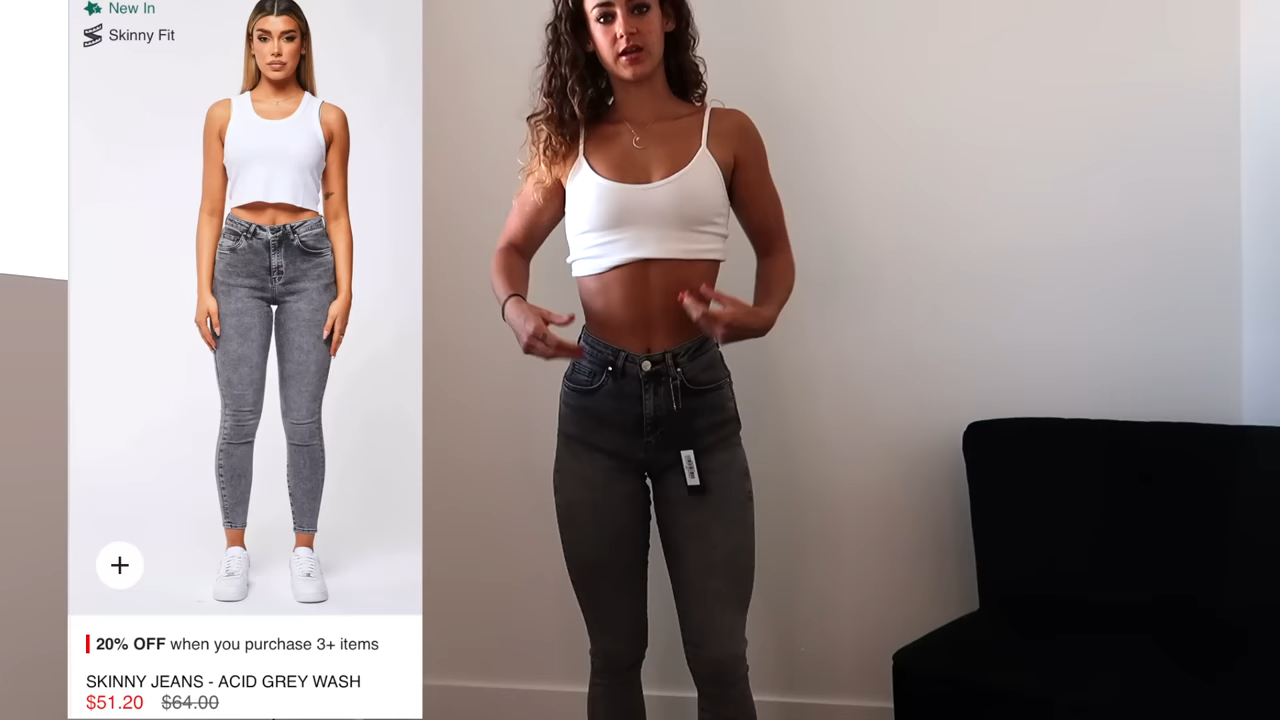 New In
Skinny Fit
20% OFF when you purchase 3+ items
SKINNY JEANS - ACID GREY WASH
$51.20 $64.00